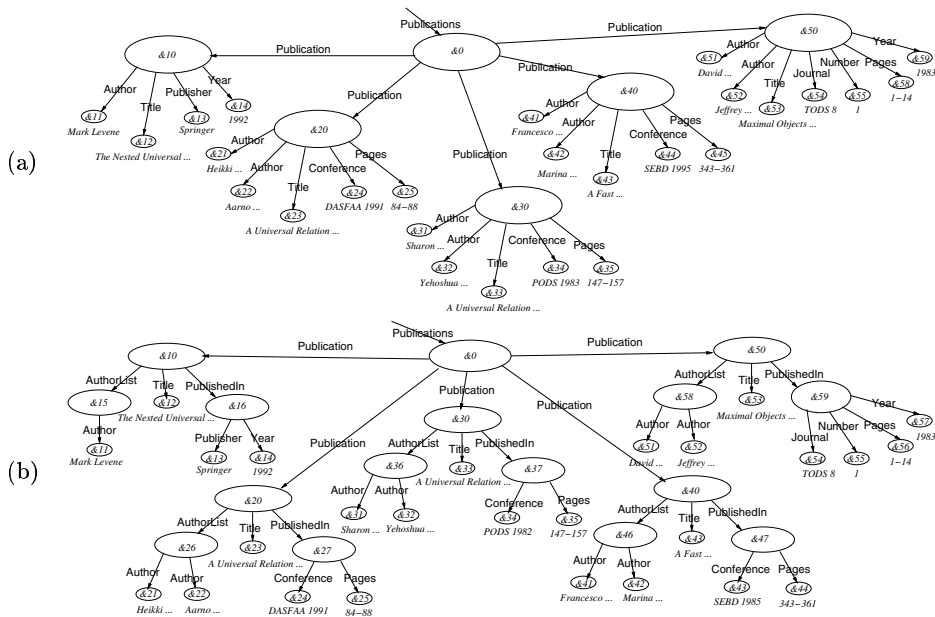 (a)
Publications
&0
Publication
Publication
Publication
Publication
Publication
&10
Author
Title
Publisher
Year
&11
Mark Levene
&12
The Nested Universal ...
&13
Springer
&14
1992
&20
Author
Author
Title
Conference
Pages
&21
Heikki ...
&22
Aarno ...
&23
A Universal Relation ...
&24
DASFAA 1991
&25
84−88
&30
Author
Author
Title
Conference
Pages
&31
Sharon ...
&32
Yehoshua ...
&33
A Universal Relation ...
&34
PODS 1983
&35
147−157
&40
Author
Author
Title
Conference
Pages
&41
Francesco ...
&42
Marina ...
&43
A Fast ...
&44
SEBD 1995
&45
343−361
&50
Author
Author
Title
Journal
Number
Pages
Year
&51
David ...
&52
Jeffrey ...
&53
Maximal Objects ...
&54
TODS 8
&55
1
&58
1−14
&59
1983
(b)
Publications
&0
Publication
Publication
Publication
Publication
Publication
&10
AuthorList
Title
PublishedIn
&15
&12
The Nested Universal ...
&16
Author
&11
Mark Levene
Publisher
Year
&13
Springer
&14
1992
&20
AuthorList
Title
PublishedIn
&26
&23
A Universal Relation ...
&27
Author
Author
&21
Heikki ...
&22
Aarno ...
Conference
Pages
&24
DASFAA 1991
&25
84−88
&30
AuthorList
Title
PublishedIn
&36
&33
A Universal Relation ...
&37
Author
Author
&31
Sharon ...
&32
Yehoshua ...
Conference
Pages
&34
PODS 1982
&35
147−157
&40
AuthorList
Title
PublishedIn
&46
&43
A Fast ...
&47
Author
Author
&41
Francesco ...
&42
Marina ...
Conference
Pages
&43
SEBD 1985
&44
343−361
&50
AuthorList
Title
PublishedIn
&58
&53
Maximal Objects ...
&59
Author
Author
&51
David ...
&52
Jeffrey ...
Journal
Number
Pages
Year
&54
TODS 8
&55
1
&56
1−14
&57
1983